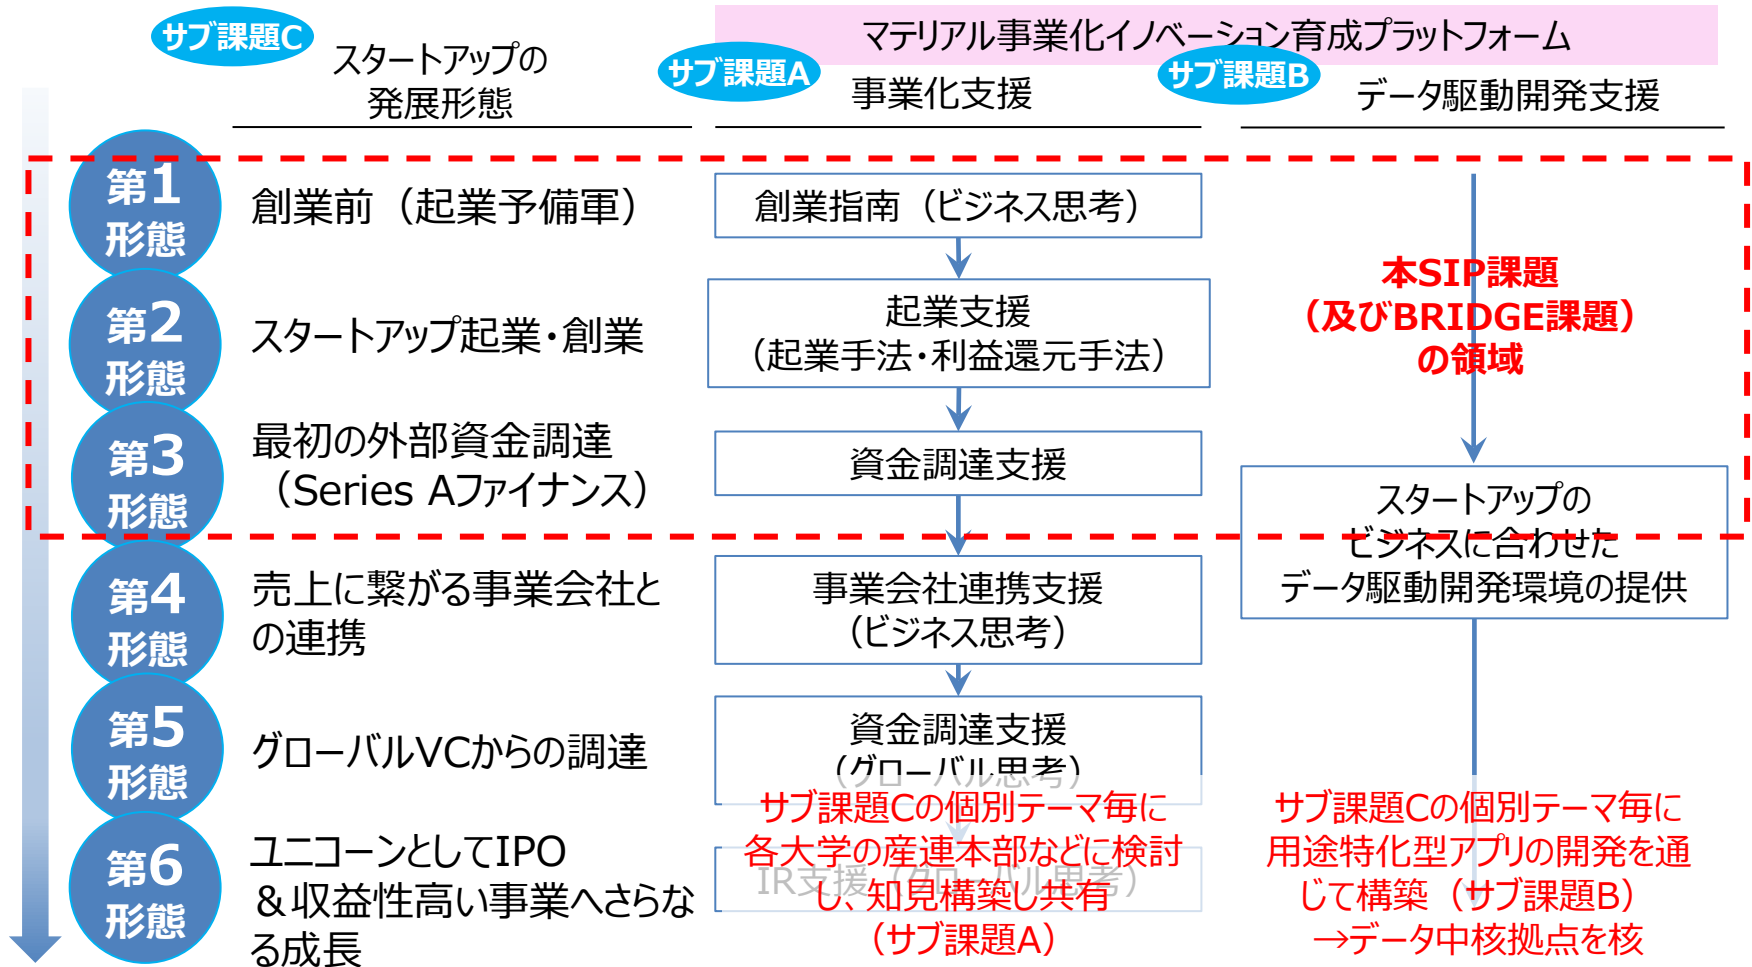 サブ課題C
スタートアップの
発展形態
マテリアル事業化イノベーション育成プラットフォーム
サブ課題A
事業化支援
サブ課題B
データ駆動開発支援
第1
形態
創業前（起業予備軍）
創業指南（ビジネス思考）
第2
形態
スタートアップ起業・創業
起業支援
（起業手法・利益還元手法）
本SIP課題
（及びBRIDGE課題）
の領域
第3
形態
最初の外部資金調達
（Series Aファイナンス）
資金調達支援
スタートアップの
ビジネスに合わせた
データ駆動開発環境の提供
第4
形態
売上に繋がる事業会社と
の連携
事業会社連携支援
（ビジネス思考）
第5
形態
グローバルVCからの調達
資金調達支援
（グローバル思考）
第6
形態
ユニコーンとしてIPO
＆収益性高い事業へさらな
る成長
IR支援（グローバル思考）
サブ課題Cの個別テーマ毎に
各大学の産連本部などに検討
し、知見構築し共有
（サブ課題A）
サブ課題Cの個別テーマ毎に
用途特化型アプリの開発を通
じて構築（サブ課題B）
→データ中核拠点を核